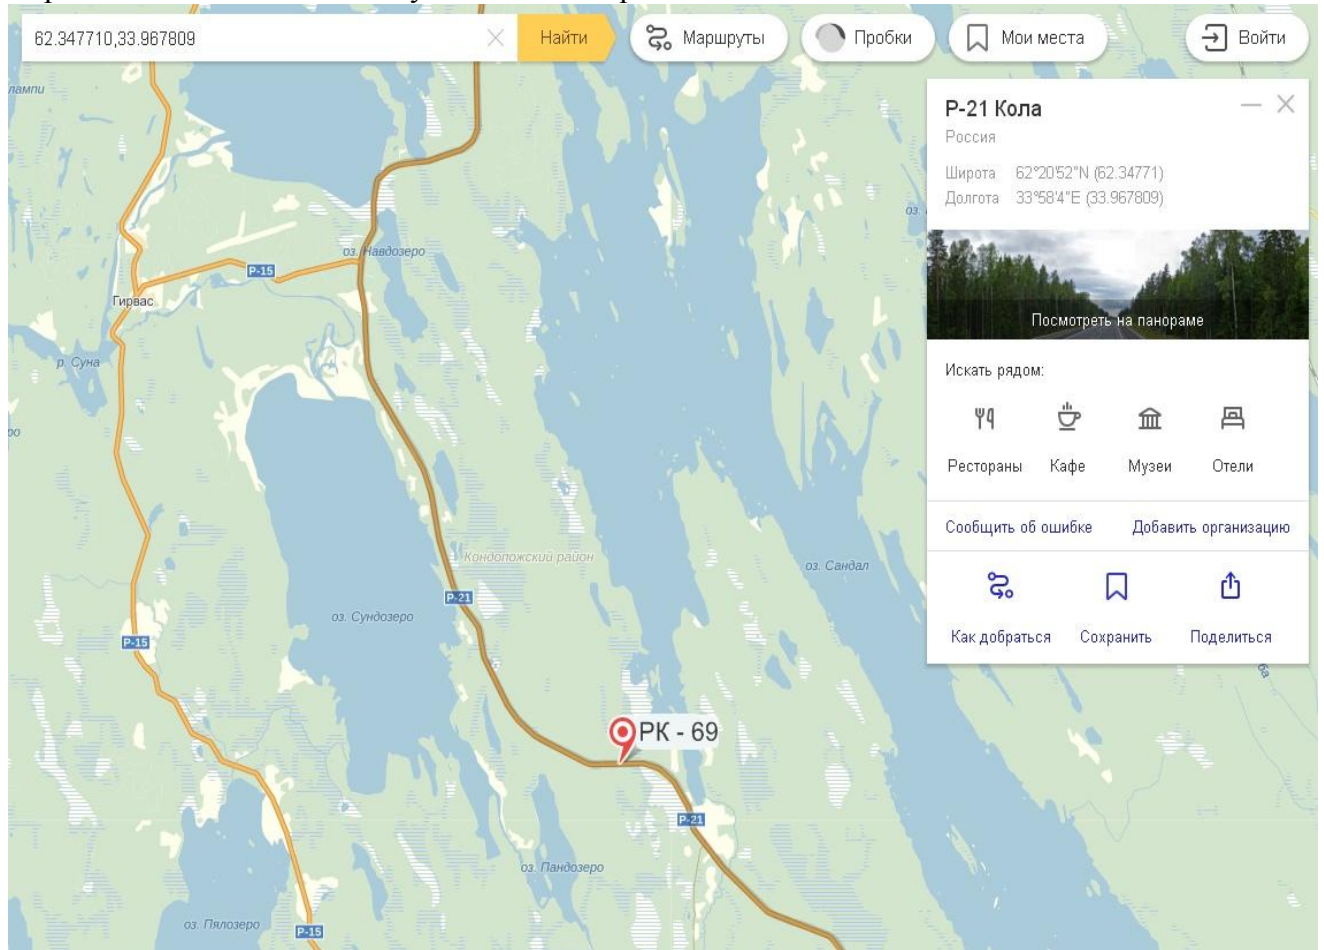 62.347710,33.967809
Найти
Маршруты
Пробки
Мои места
Войти
Р-21 Кола
Россия
Широта 62°20'52"N (62.34771)
Долгота 33°58'4"E (33.967809)
Посмотреть на панораме
Искать рядом:
Рестораны Кафе Музеи Отели
Сообщить об ошибке Добавить организацию
Как добраться Сохранить Поделиться
оз. Навдозеро
Р-15
Гирвас
р. Суна
Кондопожский район
оз. Сандал
Р-21
оз. Сундозеро
Р-15
РК - 69
Р-21
оз. Пандозеро
оз. Пялозеро
Р-15